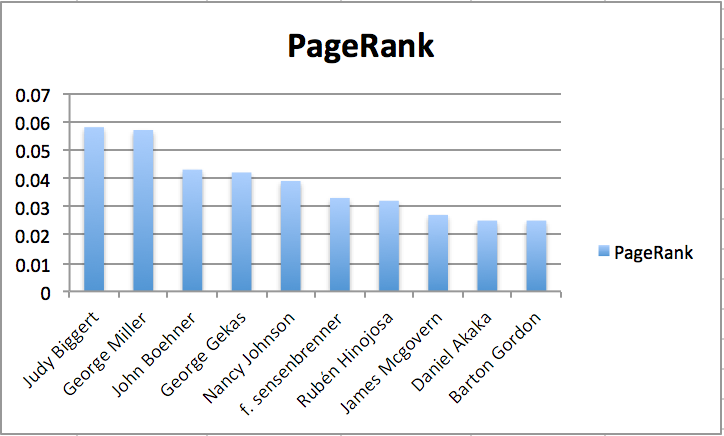 PageRank
0.07
0.06
0.05
0.04
0.03
0.02
0.01
0
Judy Biggert
George Miller
John Boehner
George Gekas
Nancy Johnson
f. sensenbrenner
Rubén Hinojosa
James Mcgovern
Daniel Akaka
Barton Gordon
PageRank